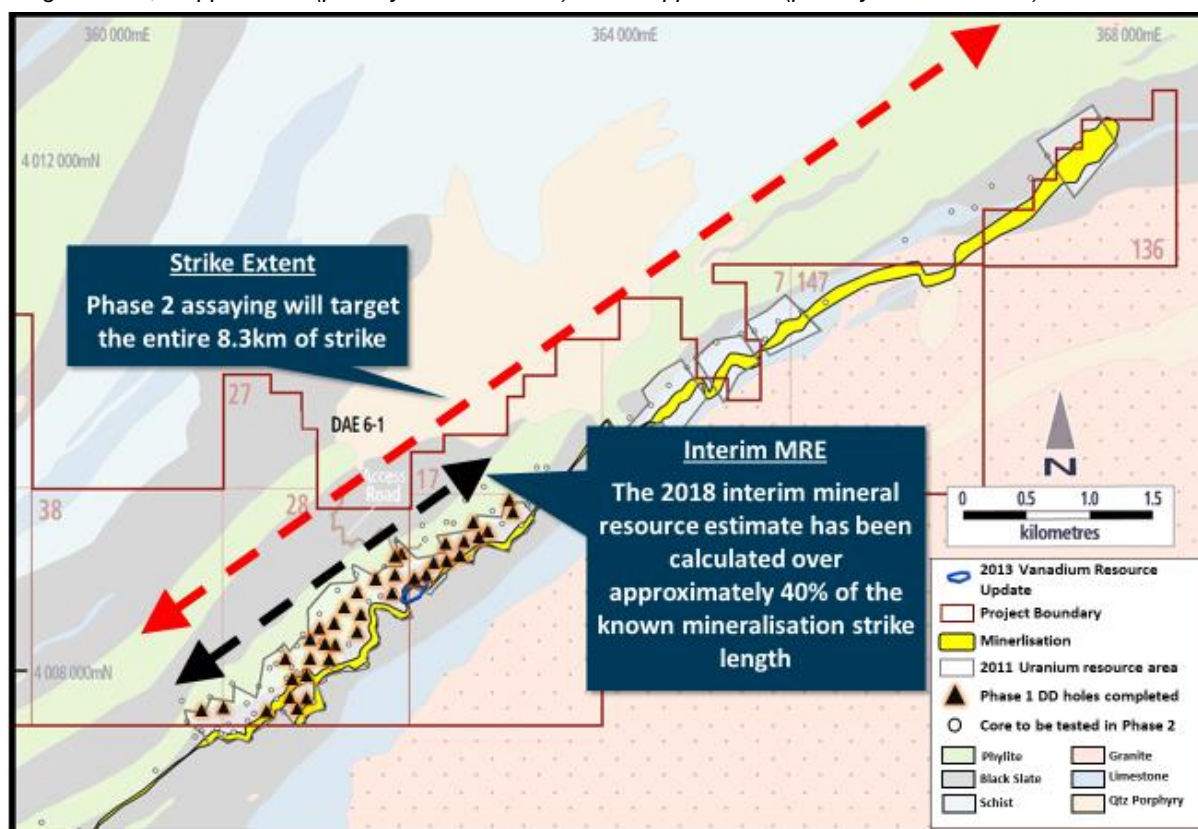 360 000mE
364 000mE
368 000mE
4 012 000mN
136
7 147
Strike Extent
Phase 2 assaying will target
the entire 8.3km of strike
27
DAE 6-1
Access
Road
17
28
38
Interim MRE
The 2018 interim mineral
resource estimate has been
calculated over
approximately 40% of the
known mineralisation strike
length
N
0 0.5 1.0 1.5
kilometres
4 008 000mN
2013 Vanadium Resource
Update
Project Boundary
Minerlisation
2011 Uranium resource area
Phase 1 DD holes completed
Core to be tested in Phase 2
Phylite
Granite
Black Slate
Limestone
Schist
Qtz Porphyry